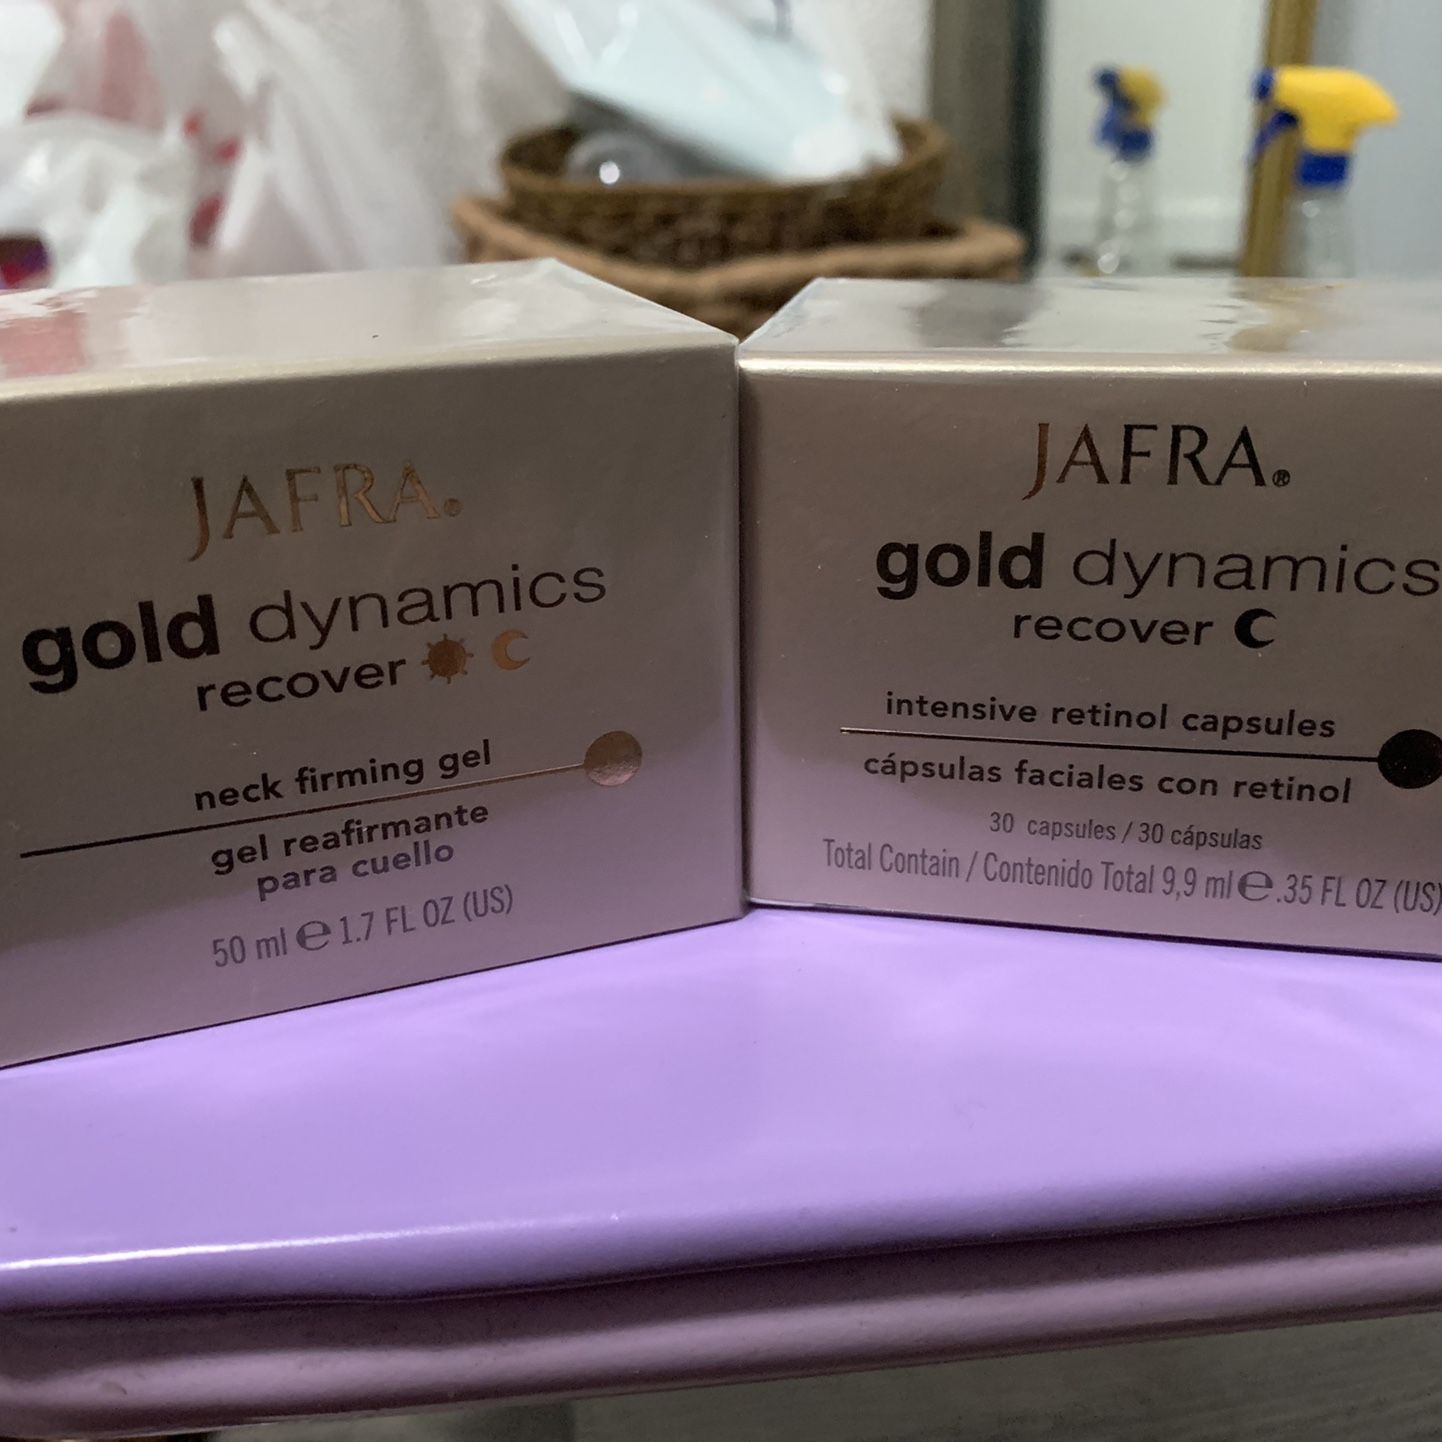 JAFRA®
gold dynamics
recover
neck firming gel
gel reafirmante
para cuello
50 ml ℮ 1.7 FL OZ (US)
JAFRA®
gold dynamics
recover
intensive retinol capsules
cápsulas faciales con retinol
30 capsules / 30 cápsulas
Total Contain / Contenido Total 9,9 ml ℮ .35 FL OZ (US)